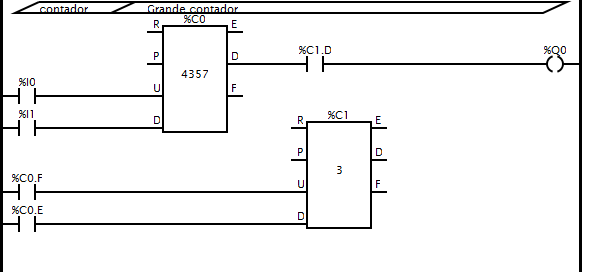 contador Grande contador
%C0
R E
P D %C1.D %Q0
4357
%I0 U F
%I1 D
%C1
R E
P D
3
%C0.F U F
%C0.E D